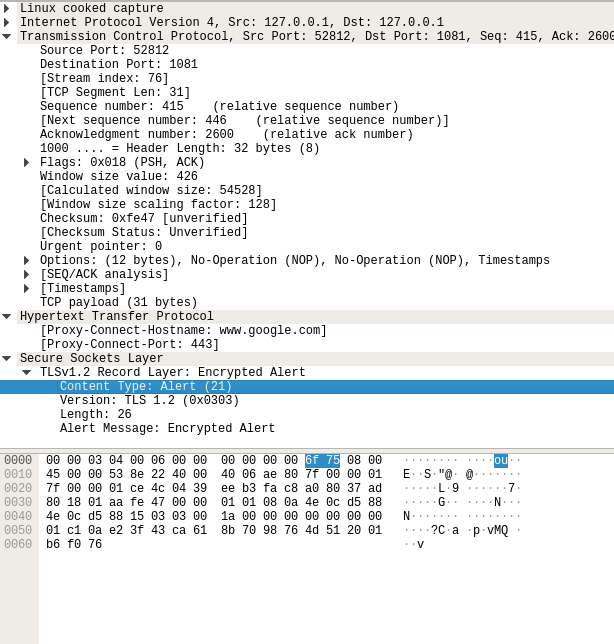 Linux cooked capture
Internet Protocol Version 4, Src: 127.0.0.1, Dst: 127.0.0.1
Transmission Control Protocol, Src Port: 52812, Dst Port: 1081, Seq: 415, Ack: 2600
Source Port: 52812
Destination Port: 1081
[Stream index: 76]
[TCP Segment Len: 31]
Sequence number: 415    (relative sequence number)
[Next sequence number: 446    (relative sequence number)]
Acknowledgment number: 2600    (relative ack number)
1000 .... = Header Length: 32 bytes (8)
Flags: 0x018 (PSH, ACK)
Window size value: 426
[Calculated window size: 54528]
[Window size scaling factor: 128]
Checksum: 0xfe47 [unverified]
[Checksum Status: Unverified]
Urgent pointer: 0
Options: (12 bytes), No-Operation (NOP), No-Operation (NOP), Timestamps
[SEQ/ACK analysis]
[Timestamps]
TCP payload (31 bytes)
Hypertext Transfer Protocol
[Proxy-Connect-Hostname: www.google.com]
[Proxy-Connect-Port: 443]
Secure Sockets Layer
TLSv1.2 Record Layer: Encrypted Alert
Content Type: Alert (21)
Version: TLS 1.2 (0x0303)
Length: 26
Alert Message: Encrypted Alert
0000 00 00 03 04 00 06 00 00 00 00 00 00 6f 75 08 00 ········ ····ou··
0010 45 00 00 53 8e 22 40 00 40 06 ae 80 7f 00 00 01 E··S·"@· @·······
0020 7f 00 00 01 ce 4c 04 39 ee b3 fa c8 a0 80 37 ad ·····L·9 ······7·
0030 80 18 01 aa fe 47 00 00 01 01 08 0a 4e 0c d5 88 ·····G·· ····N···
0040 4e 0c d5 88 15 03 03 00 1a 00 00 00 00 00 00 00 N······· ········
0050 01 c1 0a e2 3f 43 ca 61 8b 70 98 76 4d 51 20 01 ····?C·a ·p·vMQ ·
0060 b6 f0 76 ··v